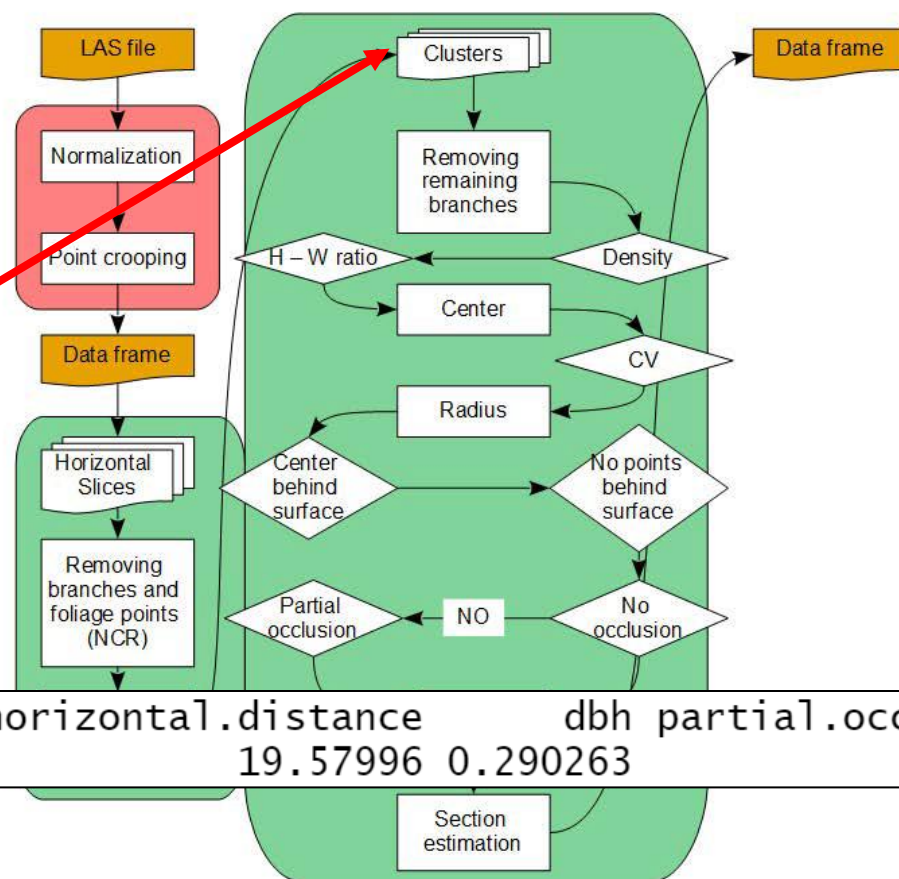 LAS file
Normalization
Point crooping
Data frame
Horizontal
Slices
Removing
branches and
foliage points
(NCR)
Clusters
Removing
remaining
branches
Density
H – W ratio
Center
CV
Radius
Center
behind
surface
No points
behind
surface
No
occlusion
NO
Partial
occlusion
horizontal.distance dbh partial.occ
19.57996 0.290263
Section
estimation
Data frame